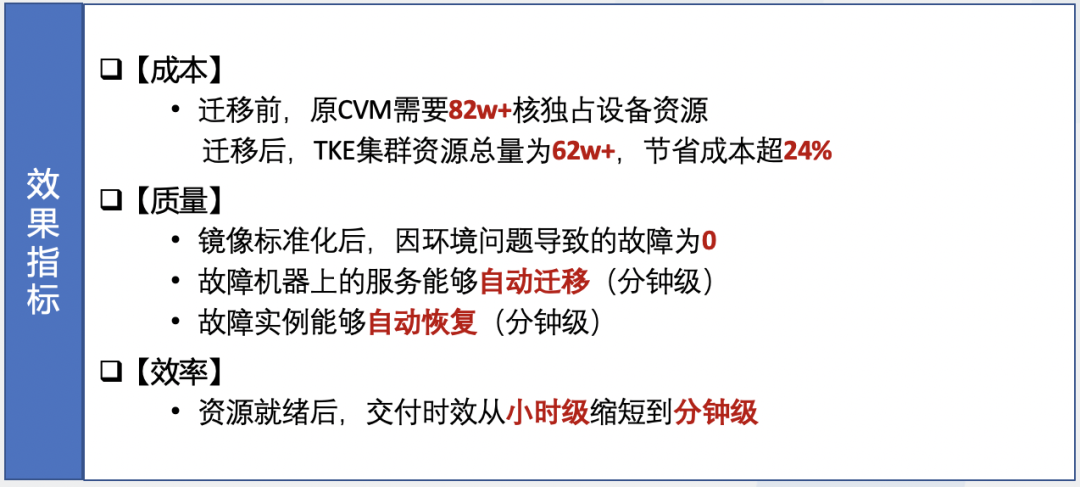 效果指标
【成本】
• 迁移前，原CVM需要82w+核独占设备资源
迁移后，TKE集群资源总量为62w+，节省成本超24%
【质量】
• 镜像标准化后，因环境问题导致的故障为0
• 故障机器上的服务能够自动迁移（分钟级）
• 故障实例能够自动恢复（分钟级）
【效率】
• 资源就绪后，交付时效从小时级缩短到分钟级